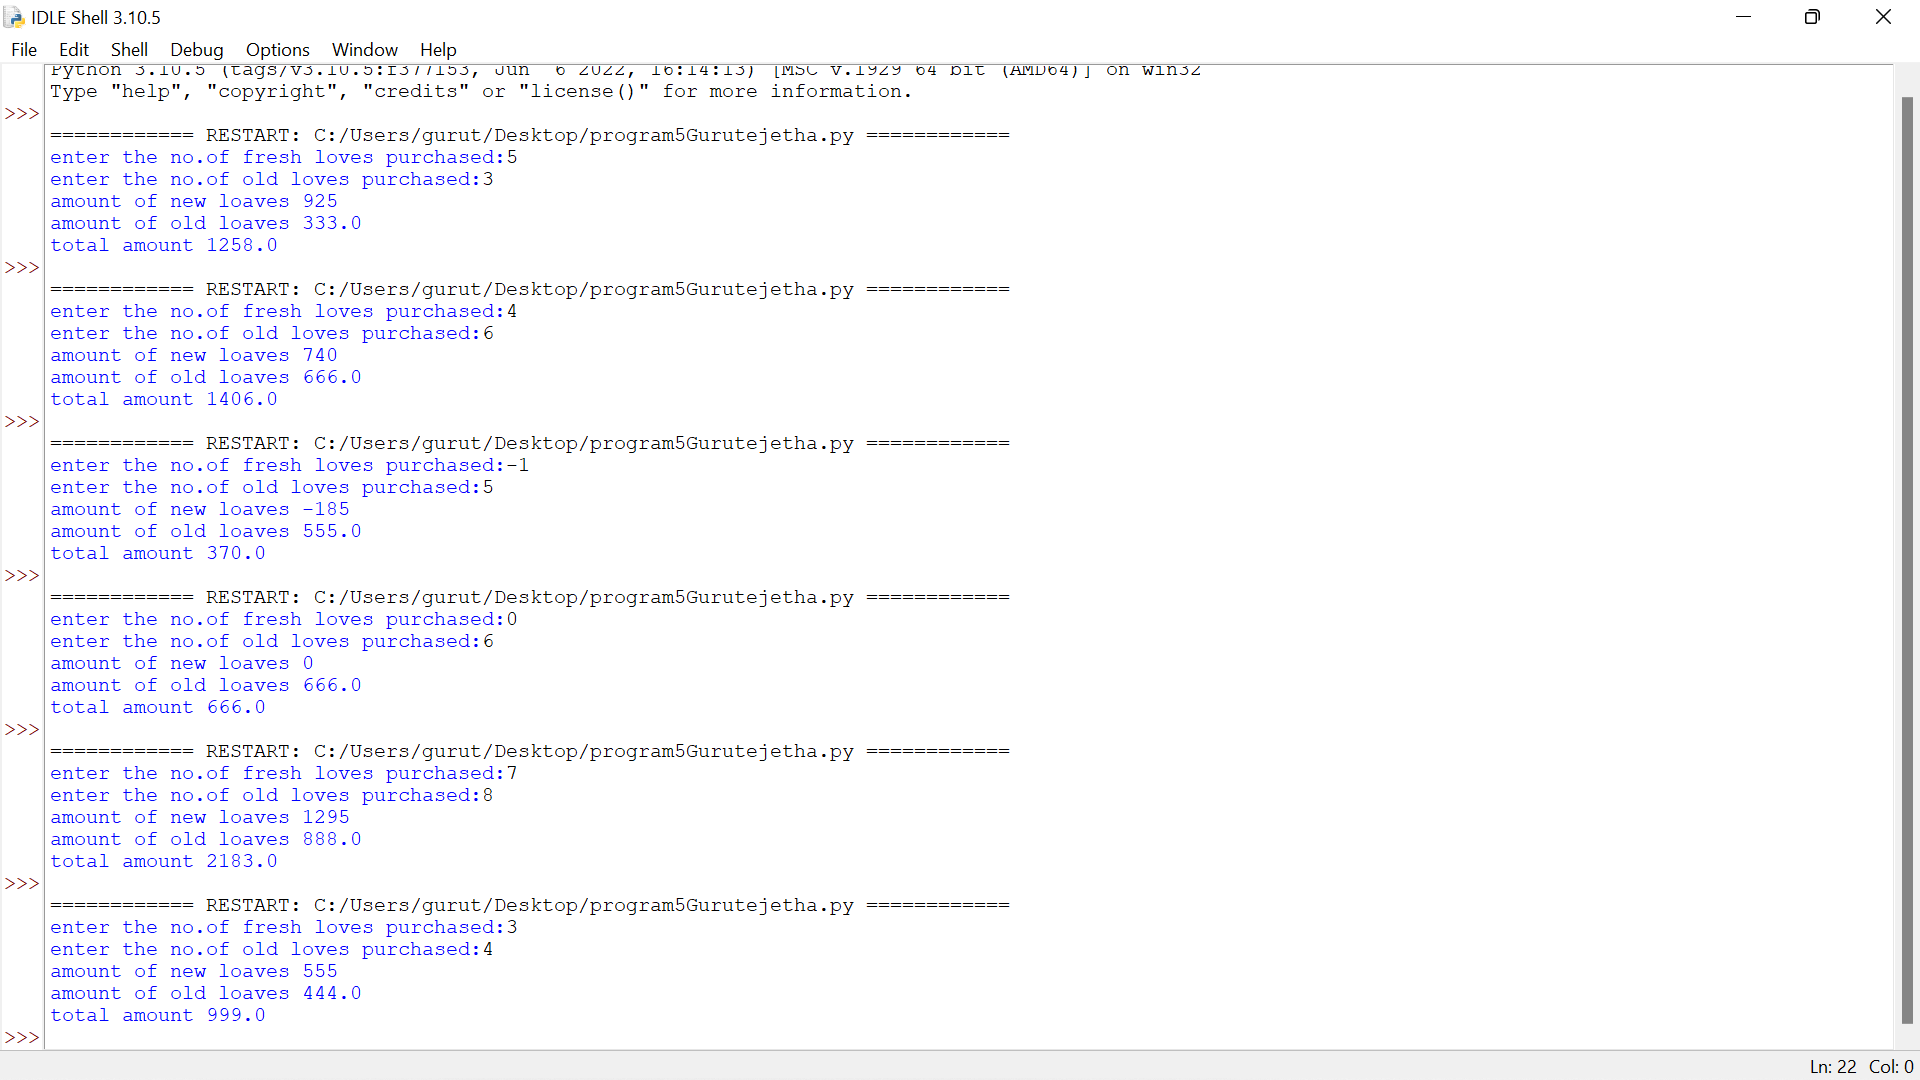 IDLE Shell 3.10.5
File Edit Shell Debug Options Window Help
Python 3.10.5 (tags/v3.10.5:f377153, Jun  6 2022, 16:14:13) [MSC v.1929 64 bit (AMD64)] on win32
Type "help", "copyright", "credits" or "license()" for more information.
>>>
============ RESTART: C:/Users/gurut/Desktop/program5Gurutejetha.py ============
enter the no.of fresh loves purchased:5
enter the no.of old loves purchased:3
amount of new loaves 925
amount of old loaves 333.0
total amount 1258.0
>>>
============ RESTART: C:/Users/gurut/Desktop/program5Gurutejetha.py ============
enter the no.of fresh loves purchased:4
enter the no.of old loves purchased:6
amount of new loaves 740
amount of old loaves 666.0
total amount 1406.0
>>>
============ RESTART: C:/Users/gurut/Desktop/program5Gurutejetha.py ============
enter the no.of fresh loves purchased:-1
enter the no.of old loves purchased:5
amount of new loaves -185
amount of old loaves 555.0
total amount 370.0
>>>
============ RESTART: C:/Users/gurut/Desktop/program5Gurutejetha.py ============
enter the no.of fresh loves purchased:0
enter the no.of old loves purchased:6
amount of new loaves 0
amount of old loaves 666.0
total amount 666.0
>>>
============ RESTART: C:/Users/gurut/Desktop/program5Gurutejetha.py ============
enter the no.of fresh loves purchased:7
enter the no.of old loves purchased:8
amount of new loaves 1295
amount of old loaves 888.0
total amount 2183.0
>>>
============ RESTART: C:/Users/gurut/Desktop/program5Gurutejetha.py ============
enter the no.of fresh loves purchased:3
enter the no.of old loves purchased:4
amount of new loaves 555
amount of old loaves 444.0
total amount 999.0
>>>
Ln: 22 Col: 0